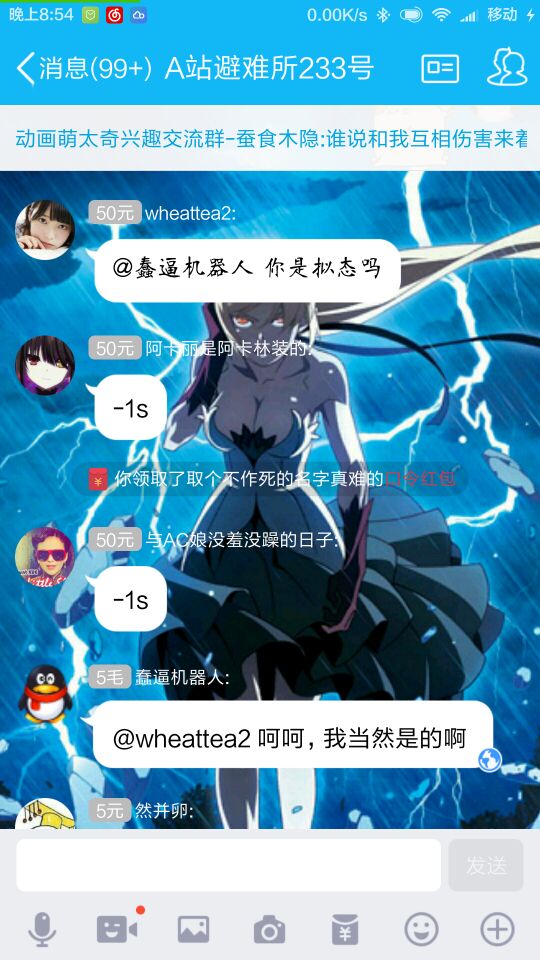 晚上8:54
0.00K/s
移动
消息(99+) A站避难所233号
动画萌太奇兴趣交流群-蚕食木隐:谁说和我互相伤害来着
50元 wheattea2:
@蠢逼机器人 你是拟态吗
50元 阿卡丽是阿卡林装的:
-1s
你领取了取个不作死的名字真难的口令红包
50元 与AC娘没羞没躁的日子:
-1s
5毛 蠢逼机器人:
@wheattea2 呵呵，我当然是的啊
5元 然并卵:
发送